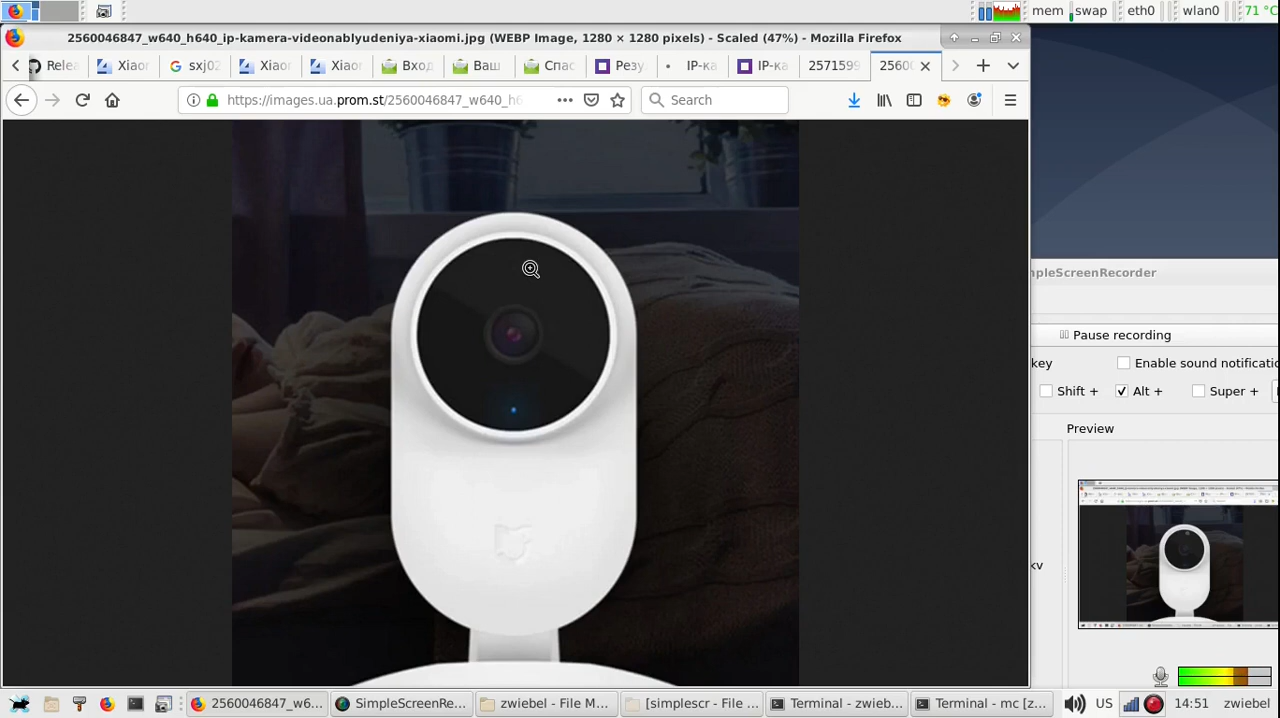 mem swap eth0 wlan0 71 °C
2560046847_w640_h640_ip-kamera-videonablyudeniya-xiaomi.jpg (WEBP Image, 1280 × 1280 pixels) - Scaled (47%) - Mozilla Firefox
Relea Xiaor sxj02 Xiaor Xiaor Вход Ваш Спас Резу IP-ка IP-ка 2571599 2560
https://images.ua.prom.st/2560046847_w640_h6 Search
mpleScreenRecorder
Pause recording
key Enable sound notificatio
Shift + Alt + Super +
Preview
kv
2560046847_w6... SimpleScreenRe... zwiebel - File M... [simplescr - File ... Terminal - zwieb... Terminal - mc [z... US 14:51 zwiebel